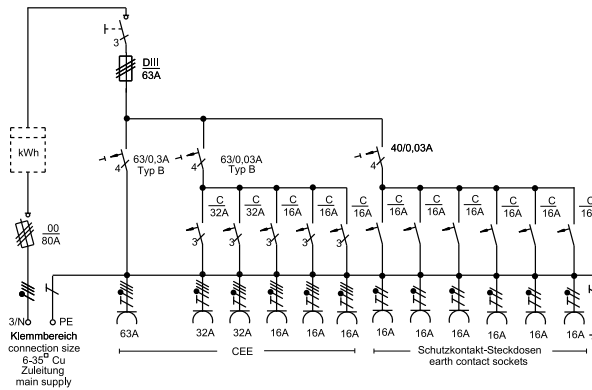 3
DIII
63A
kWh
63/0,3A
Typ B
4
63/0,03A
Typ B
4
40/0,03A
4
00
80A
C
32A
C
32A
C
16A
C
16A
C
16A
C
16A
C
16A
C
16A
C
16A
C
16A
3
3
3
3
3
3/N
PE
63A
32A
32A
16A
16A
16A
16A
16A
16A
16A
16A
16A
Klemmbereich
connection size
6-35□ Cu
Zuleitung
main supply
CEE
Schutzkontakt-Steckdosen
earth contact sockets